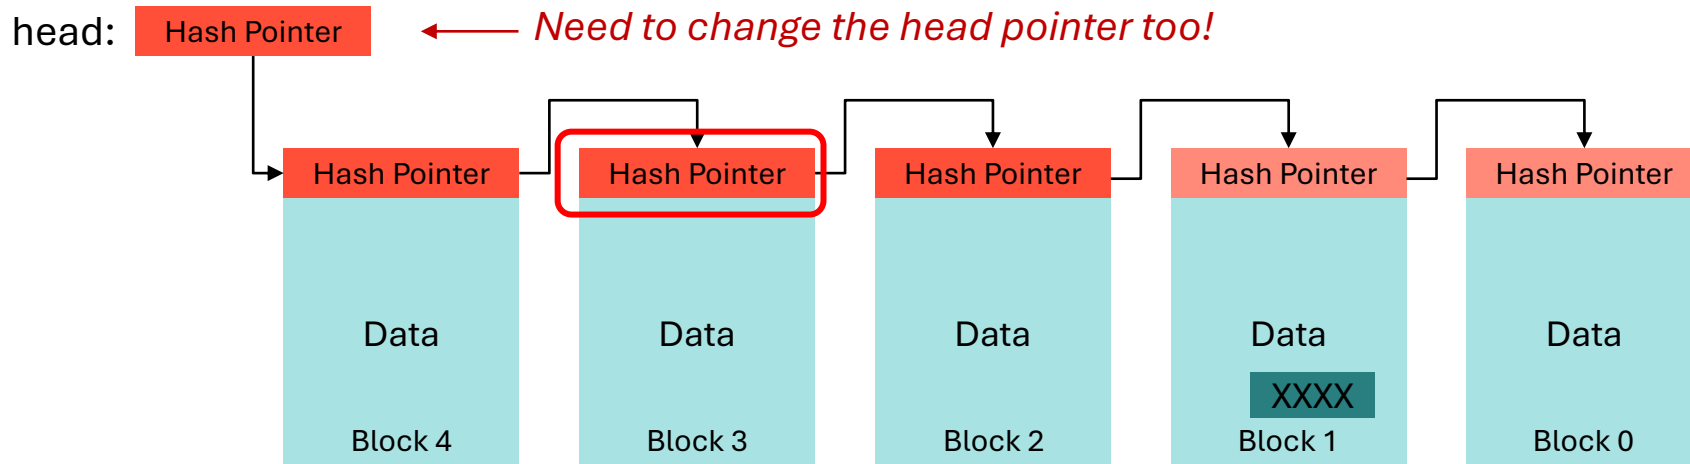 head: Hash Pointer Need to change the head pointer too!
Hash Pointer Hash Pointer Hash Pointer Hash Pointer Hash Pointer
Data Data Data Data Data
XXXX
Block 4 Block 3 Block 2 Block 1 Block 0